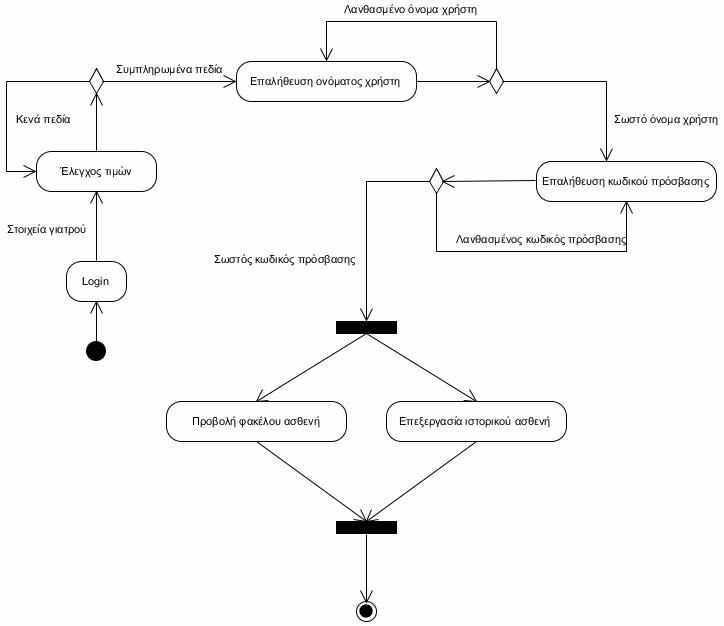 Λανθασμένο όνομα χρήστη
Συμπληρωμένα πεδία
Επαλήθευση ονόματος χρήστη
Κενά πεδία
Σωστό όνομα χρήστη
Έλεγχος τιμών
Επαλήθευση κωδικού πρόσβασης
Στοιχεία γιατρού
Λανθασμένος κωδικός πρόσβασης
Σωστός κωδικός πρόσβασης
Login
Προβολή φακέλου ασθενή
Επεξεργασία ιστορικού ασθενή